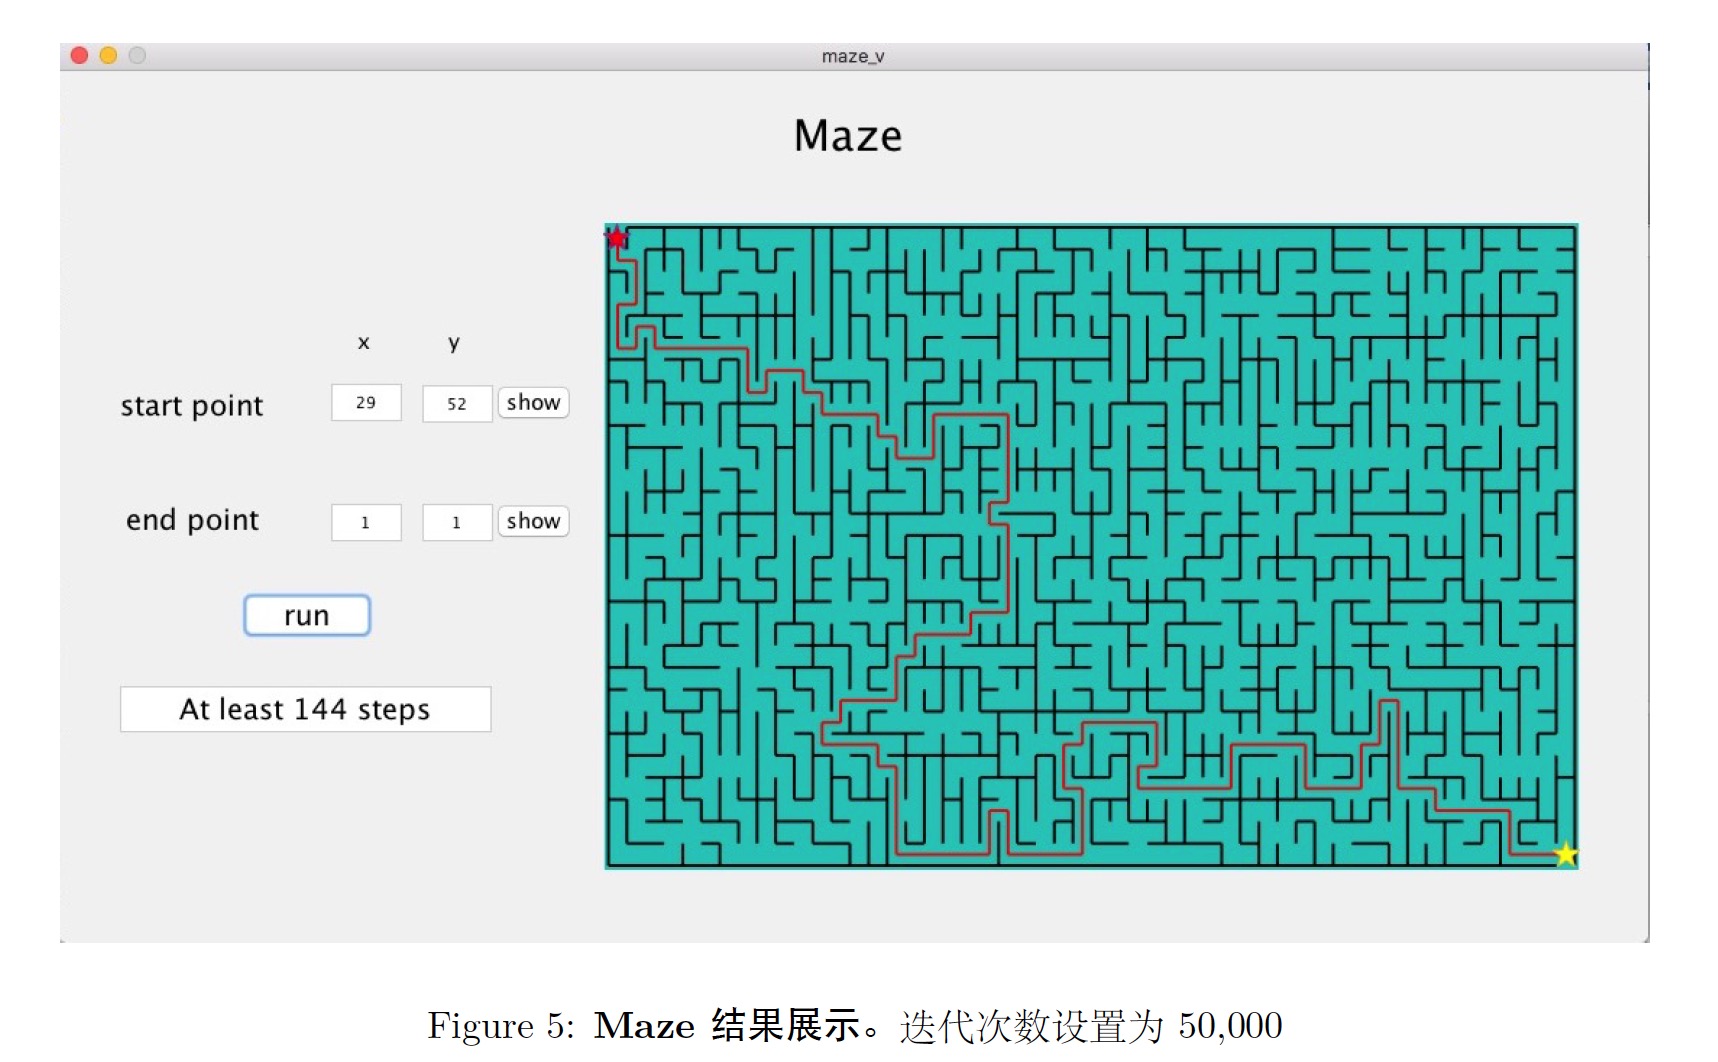 maze_v
Maze
x y
start point 29 52 show
end point 1 1 show
run
At least 144 steps
Figure 5: Maze 结果展示。迭代次数设置为 50,000